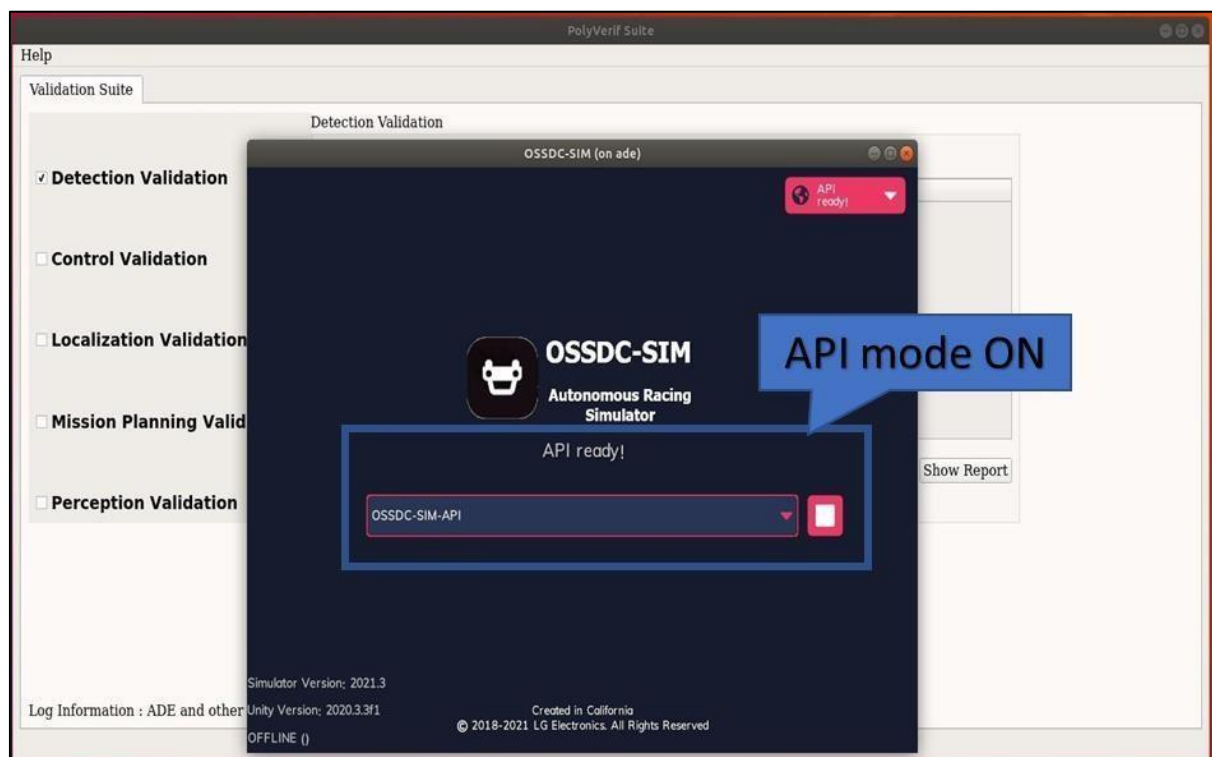 PolyVerif Suite
Help
Validation Suite
Detection Validation
Detection Validation
Control Validation
Localization Validation
Mission Planning Valid
Perception Validation
OSSDC-SIM (on ade)
API
ready!
OSSDC-SIM
Autonomous Racing
Simulator
API mode ON
API ready!
OSSDC-SIM-API
Show Report
Simulator Version: 2021.3
Unity Version: 2020.3.3f1
OFFLINE ()
Created in California
© 2018-2021 LG Electronics. All Rights Reserved
Log Information : ADE and other